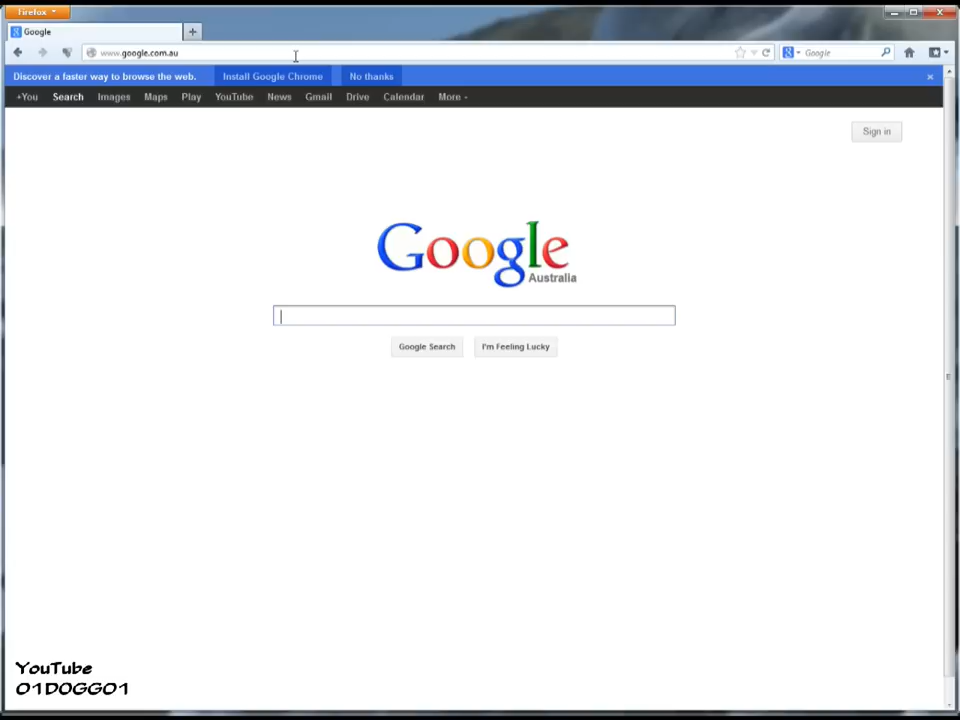 Firefox
Google
www.google.com.au
Google
Discover a faster way to browse the web. Install Google Chrome No thanks
+You Search Images Maps Play YouTube News Gmail Drive Calendar More
Sign in
Google
Australia
Google Search I'm Feeling Lucky
YouTube
01D0GG01